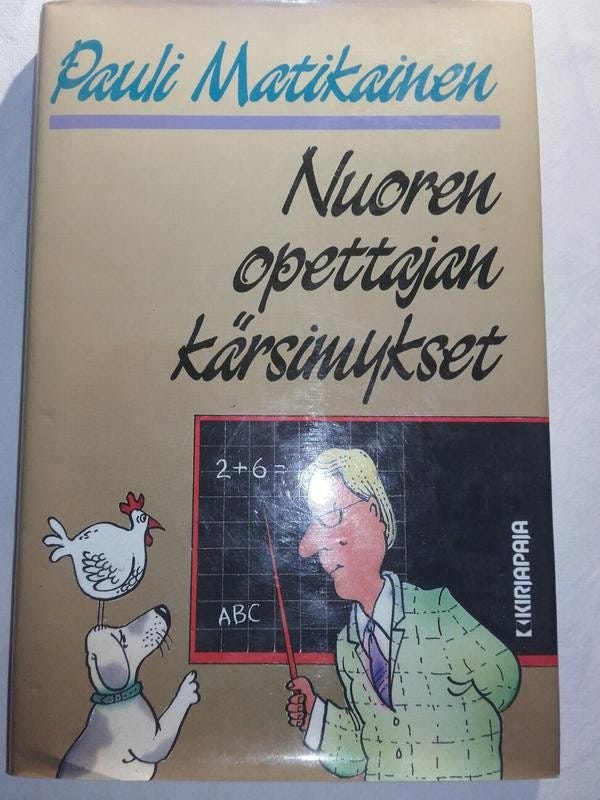 Pauli Matikainen
Nuoren
opettajan
kärsimykset
2+6=
ABC
KIRJAPAJA